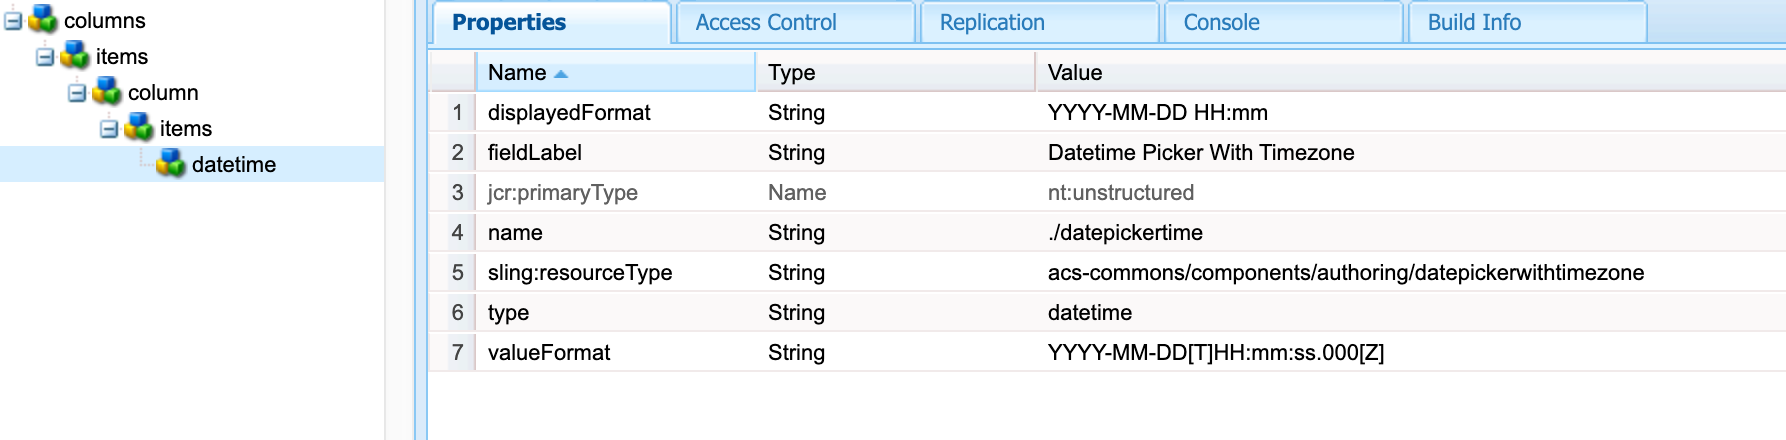 columns
items
column
items
datetime
Properties Access Control Replication Console Build Info
Name Type Value
1 displayedFormat String YYYY-MM-DD HH:mm
2 fieldLabel String Datetime Picker With Timezone
3 jcr:primaryType Name nt:unstructured
4 name String ./datepickertime
5 sling:resourceType String acs-commons/components/authoring/datepickerwithtimezone
6 type String datetime
7 valueFormat String YYYY-MM-DD[T]HH:mm:ss.000[Z]